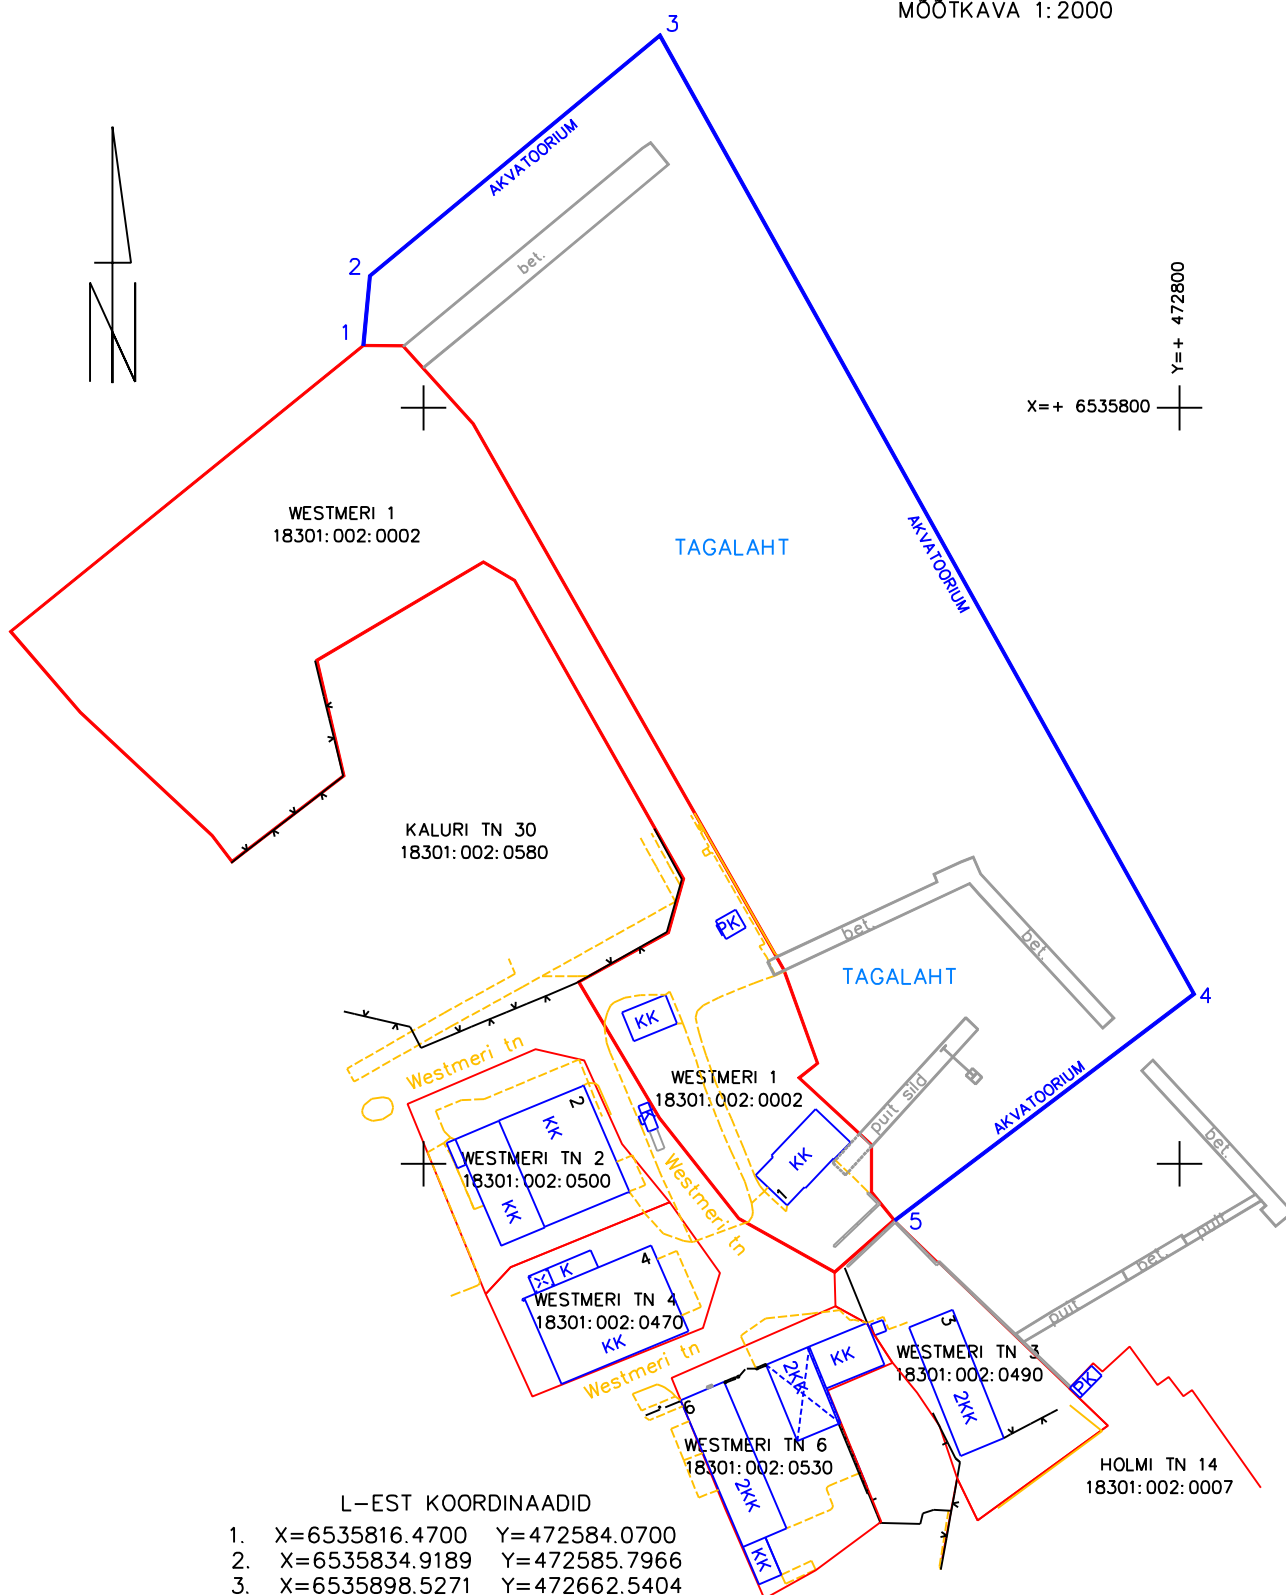 MÕÕTKAVA 1:2000
3
AKVATOORIUM
bet.
2
1
N
Y=+ 472800
X=+ 6535800
WESTMERI 1
18301:002:0002
TAGALAHT
AKVATOORIUM
KALURI TN 30
18301:002:0580
PK
bet.
bet.
TAGALAHT
4
KK
Westmeri tn
WESTMERI 1
18301:002:0002
puit sild
AKVATOORIUM
2
KK
K
KK
bet.
WESTMERI TN 2
18301:002:0500
KK
1
Westmeri tn
5
puit
bet.
puit
K
4
WESTMERI TN 4
18301:002:0470
KK
Westmeri tn
3
KK
2KK
WESTMERI TN 3
18301:002:0490
PK
2KK
6
WESTMERI TN 6
18301:002:0530
2KK
KK
HOLMI TN 14
18301:002:0007
L-EST KOORDINAADID
1. X=6535816.4700 Y=472584.0700
2. X=6535834.9189 Y=472585.7966
3. X=6535898.5271 Y=472662.5404